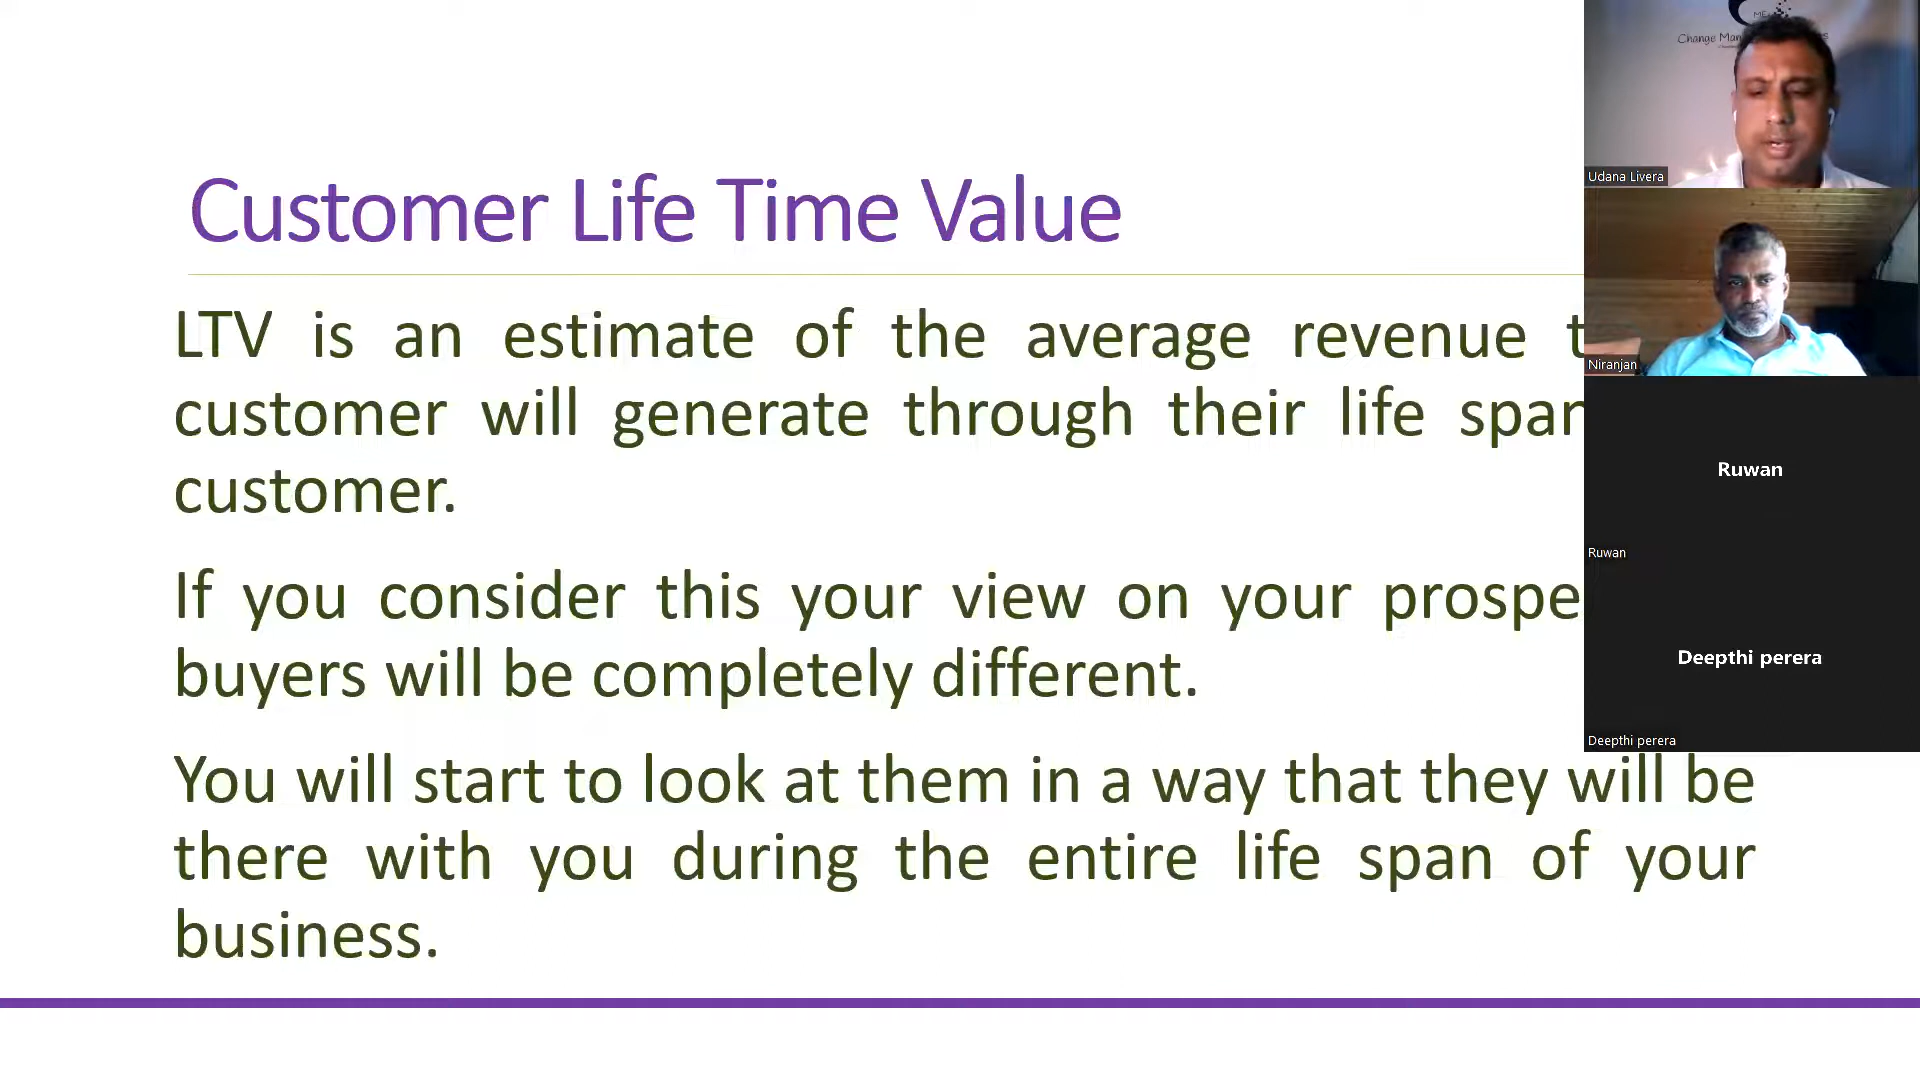 Customer Life Time Value
LTV is an estimate of the average revenue
customer will generate through their life span
customer.
If you consider this your view on your
buyers will be completely different.
You will start to look at them in a way that they will be
there with you during the entire life span of your
business.
Change
Udana Livera
Niranjan
Ruwan
Ruwan
Deepthi perera
Deepthi perera